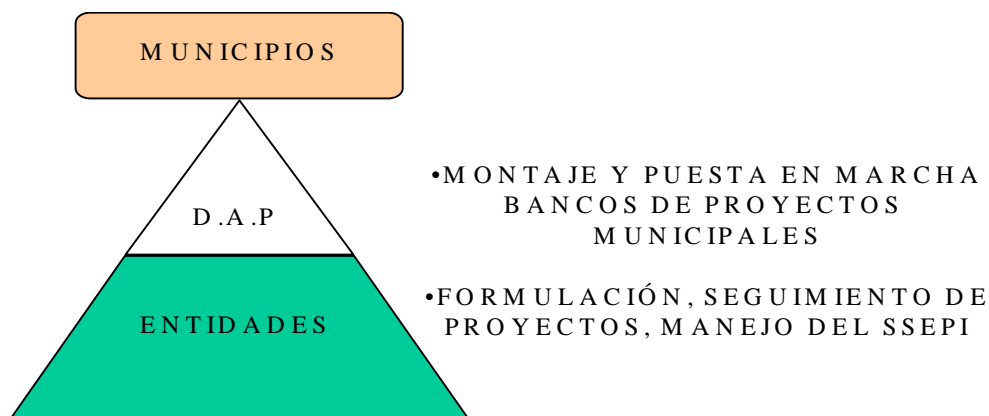 MUNICIPIOS
D.A.P
•MONTAJE Y PUESTA EN MARCHA
BANCOS DE PROYECTOS
MUNICIPALES
ENTIDADES
•FORMULACIÓN, SEGUIMIENTO DE
PROYECTOS, MANEJO DEL SSEPI